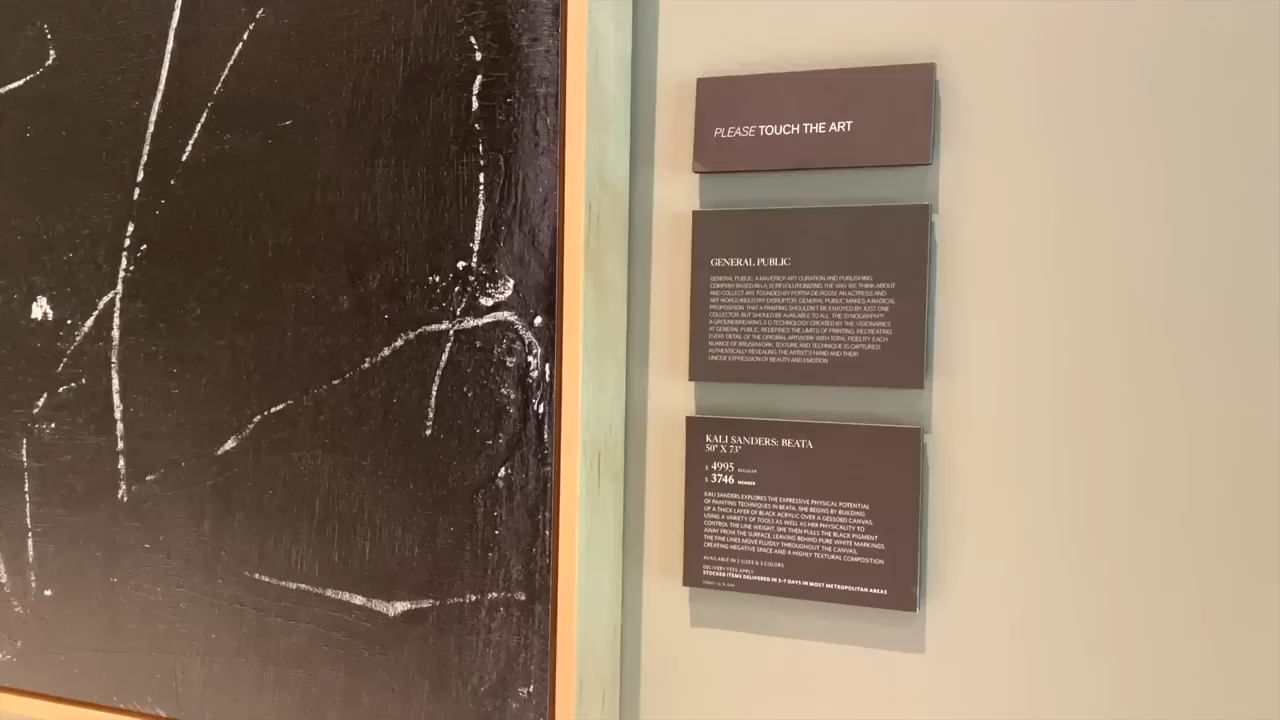 PLEASE TOUCH THE ART
GENERAL PUBLIC
GENERAL PUBLIC, A MAVERICK ART CURATION AND PUBLISHING
COMPANY BASED IN LA, IS REVOLUTIONIZING THE WAY WE THINK ABOUT
AND COLLECT ART. FOUNDED BY PORTIA DE ROSSI, AN ACTRESS AND
ART WORLD INDUSTRY DISRUPTOR, GENERAL PUBLIC MAKES A RADICAL
PROPOSITION, THAT A PAINTING SHOULDN'T BE ENJOYED BY JUST ONE
COLLECTOR, BUT SHOULD BE AVAILABLE TO ALL. THE SYNOGRAPH™,
A GROUNDBREAKING 3-D TECHNOLOGY CREATED BY THE VISIONARIES
AT GENERAL PUBLIC, REDEFINES THE LIMITS OF PRINTING, RECREATING
EVERY DETAIL OF THE ORIGINAL ARTWORK WITH TOTAL FIDELITY. EACH
NUANCE OF BRUSHWORK, TEXTURE AND TECHNIQUE IS CAPTURED,
AUTHENTICALLY REVEALING THE ARTIST'S HAND AND THEIR
UNIQUE EXPRESSION OF BEAUTY AND EMOTION.
KALI SANDERS: BEATA
50" X 73"
$ 4995 REGULAR
$ 3746 MEMBER
KALI SANDERS EXPLORES THE EXPRESSIVE PHYSICAL POTENTIAL
OF PAINTING TECHNIQUES IN BEATA. SHE BEGINS BY BUILDING
UP A THICK LAYER OF BLACK ACRYLIC OVER A GESSOED CANVAS.
USING A VARIETY OF TOOLS AS WELL AS HER PHYSICALITY TO
CONTROL THE LINE WEIGHT, SHE THEN PULLS THE BLACK PIGMENT
AWAY FROM THE SURFACE, LEAVING BEHIND PURE WHITE MARKINGS.
THE FINE LINES MOVE FLUIDLY THROUGHOUT THE CANVAS,
CREATING NEGATIVE SPACE AND A HIGHLY TEXTURAL COMPOSITION
AVAILABLE IN 2 SIZES & 3 COLORS
DELIVERY FEES APPLY
STOCKED ITEMS DELIVERED IN 3-7 DAYS IN MOST METROPOLITAN AREAS